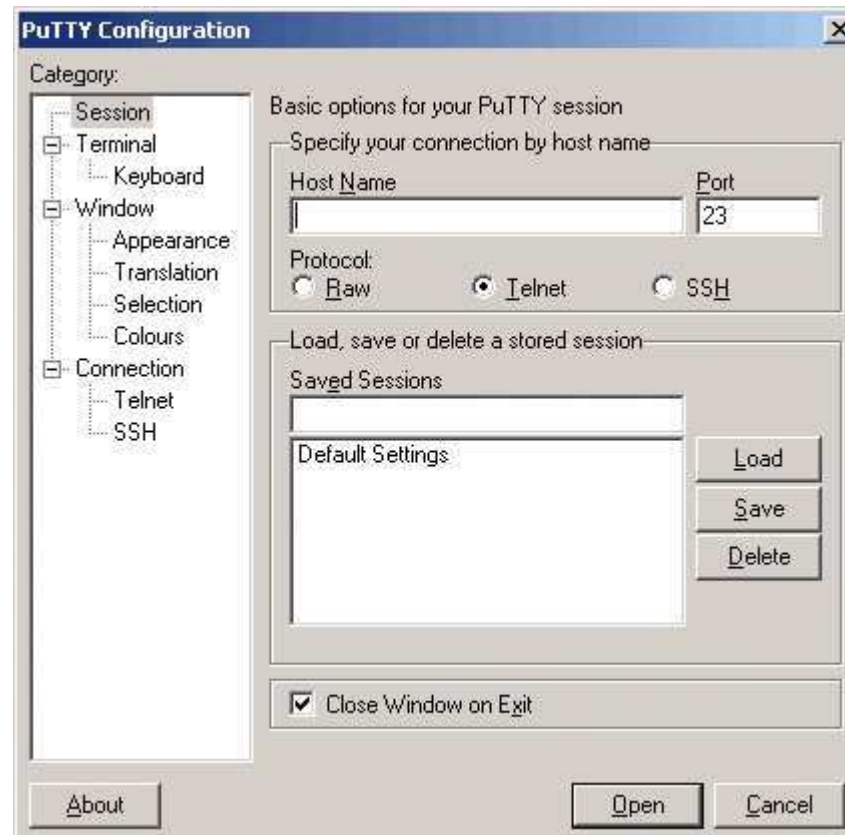 PuTTY Configuration
Category:
Session
Terminal
Keyboard
Window
Appearance
Translation
Selection
Colours
Connection
Telnet
SSH
Basic options for your PuTTY session
Specify your connection by host name
Host Name
Port
23
Protocol:
Raw Telnet SSH
Load, save or delete a stored session
Saved Sessions
Default Settings
Load
Save
Delete
Close Window on Exit
About Open Cancel